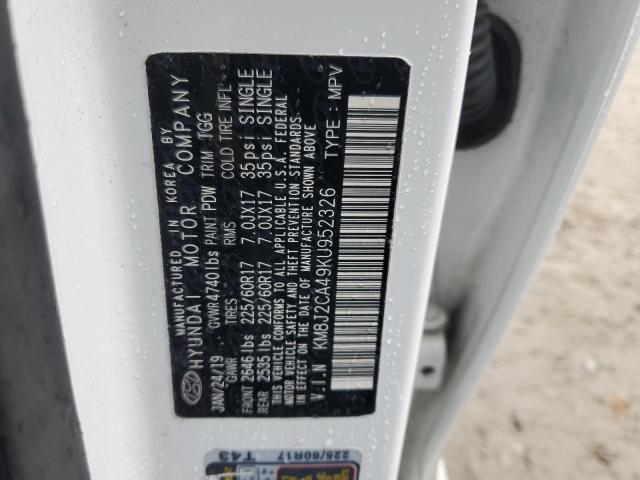 MANUFACTURED IN KOREA BY
HYUNDAI MOTOR COMPANY
JAN/24/19 GVWR 4740lbs PAINT PDW TRIM TGG
GAWR TIRES RIMS COLD TIRE INFL.
FRONT 2646 lbs 225/60R17 7.0JX17 35psi SINGLE
REAR 2535 lbs 225/60R17 7.0JX17 35psi SINGLE
THIS VEHICLE CONFORMS TO ALL APPLICABLE U.S.A. FEDERAL
MOTOR VEHICLE SAFETY AND THEFT PREVENTION STANDARDS
IN EFFECT ON THE DATE OF MANUFACTURE SHOWN ABOVE
V.I.N KM8J2CA49KU952326 TYPE : MPV
T43
225/60R17